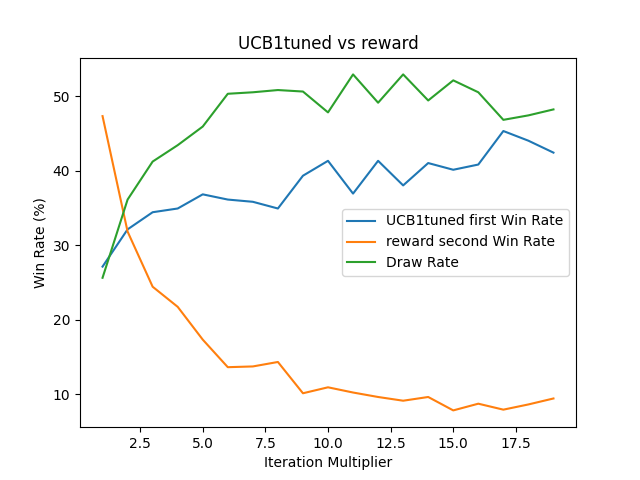 UCB1tuned vs reward
Win Rate (%)
50
40
30
20
10
UCB1tuned first Win Rate
reward second Win Rate
Draw Rate
2.5 5.0 7.5 10.0 12.5 15.0 17.5
Iteration Multiplier